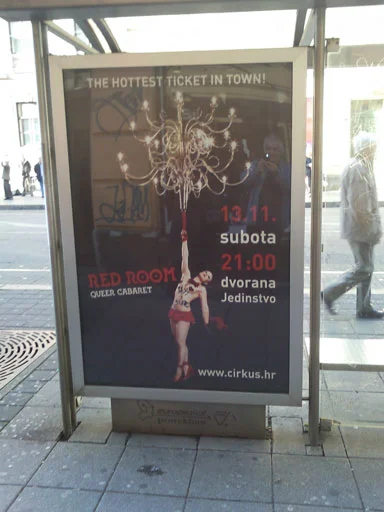 THE HOTTEST TICKET IN TOWN!
13.11.
subota
21:00
dvorana
Jedinstvo
RED ROOM
QUEER CABARET
www.cirkus.hr